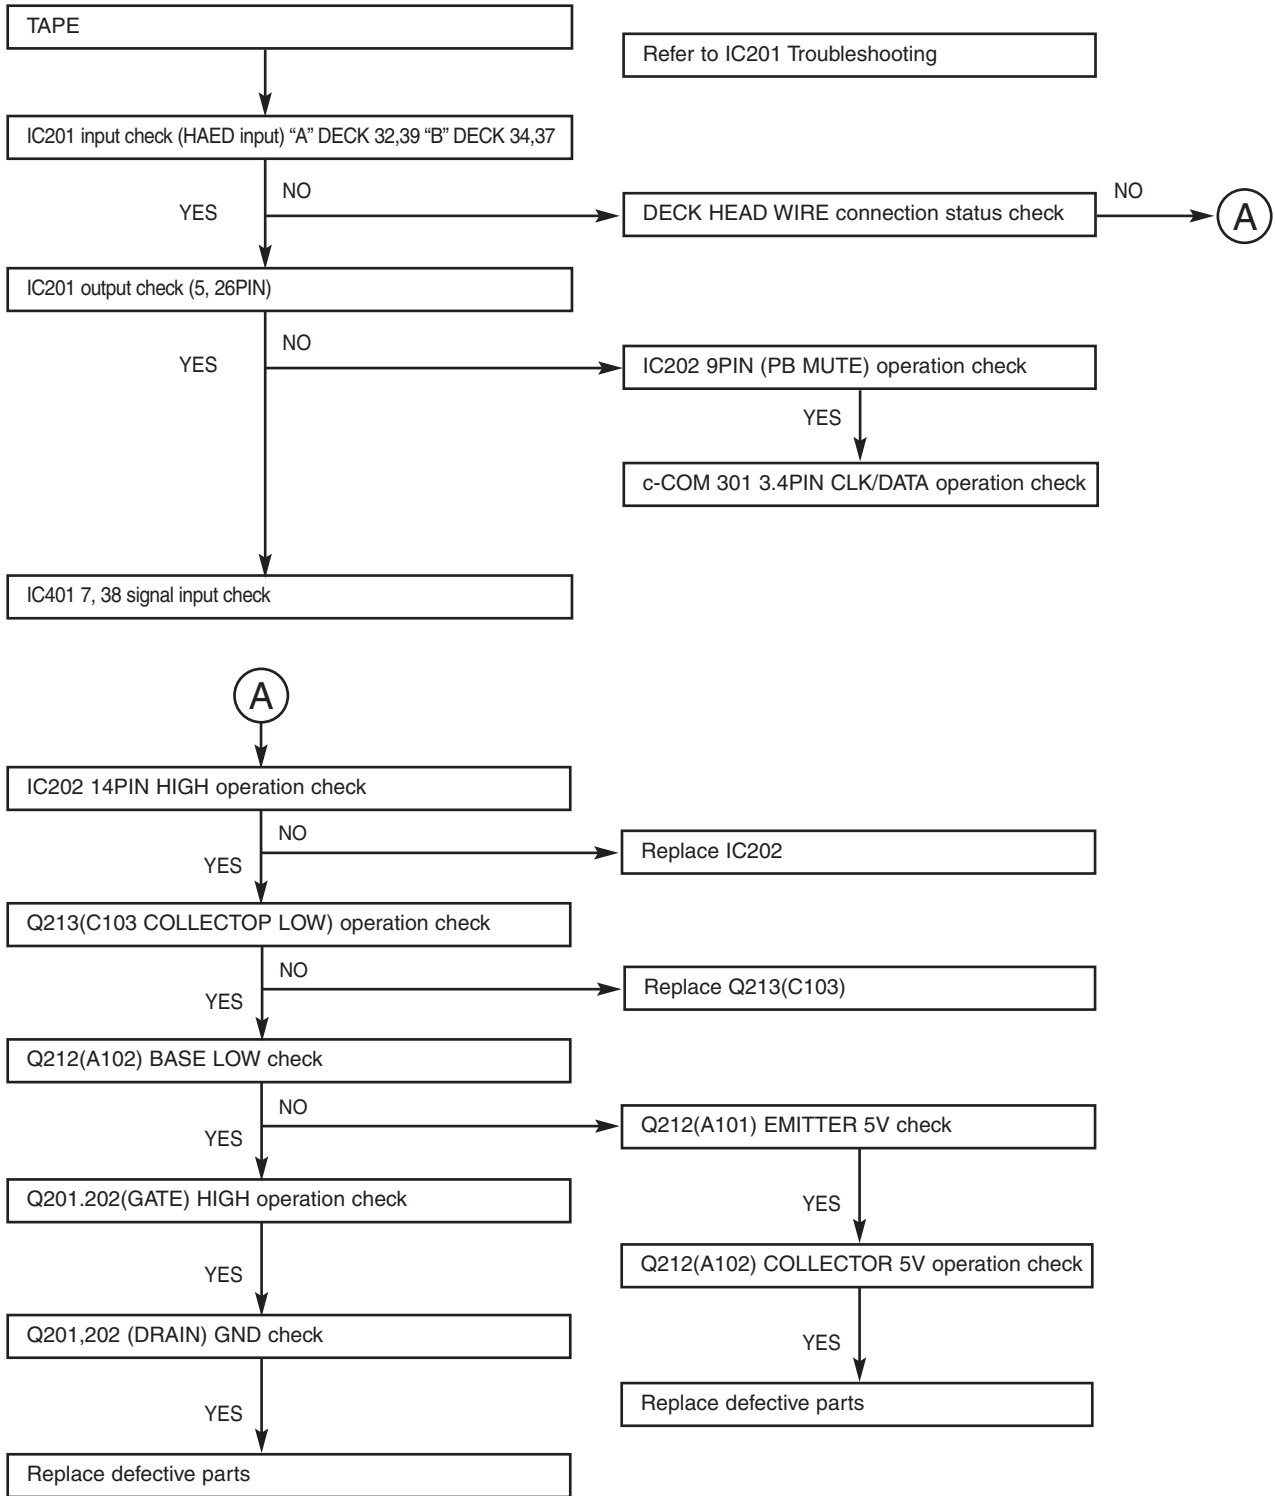 TAPE
Refer to IC201 Troubleshooting
IC201 input check (HAED input) “A” DECK 32,39 “B” DECK 34,37
NO
YES
DECK HEAD WIRE connection status check
NO
A
IC201 output check (5, 26PIN)
NO
YES
IC202 9PIN (PB MUTE) operation check
YES
c-COM 301 3.4PIN CLK/DATA operation check
IC401 7, 38 signal input check
A
IC202 14PIN HIGH operation check
NO
YES
Replace IC202
Q213(C103 COLLECTOP LOW) operation check
NO
YES
Replace Q213(C103)
Q212(A102) BASE LOW check
NO
YES
Q212(A101) EMITTER 5V check
Q201.202(GATE) HIGH operation check
YES
Q212(A102) COLLECTOR 5V operation check
YES
Q201,202 (DRAIN) GND check
YES
Replace defective parts
YES
Replace defective parts